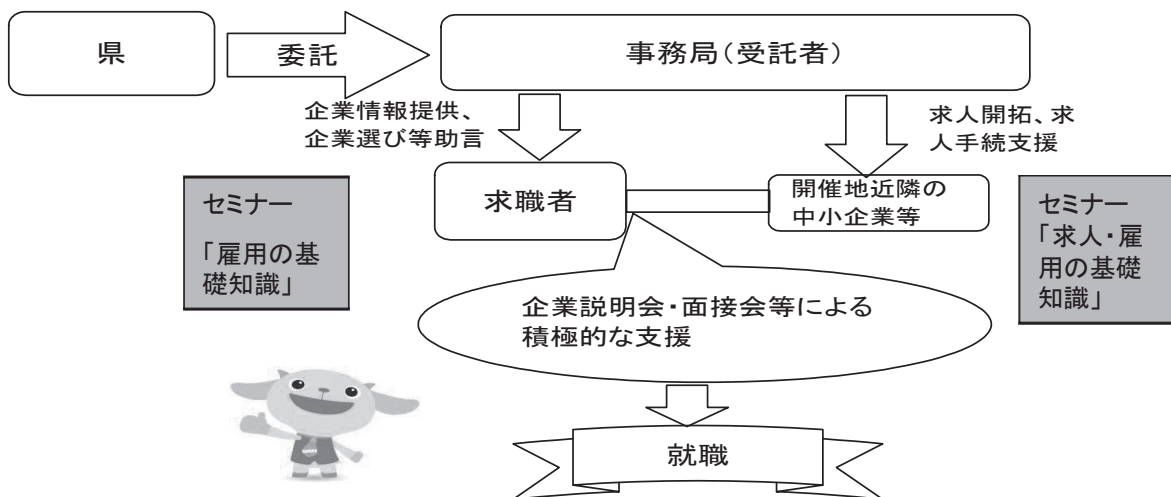 県
委託
事務局(受託者)
企業情報提供、
企業選び等助言
求人開拓、求
人手続支援
求職者
開催地近隣の
中小企業等
セミナー
「雇用の基
礎知識」
セミナー
「求人・雇
用の基礎
知識」
企業説明会・面接会等による
積極的な支援
就職